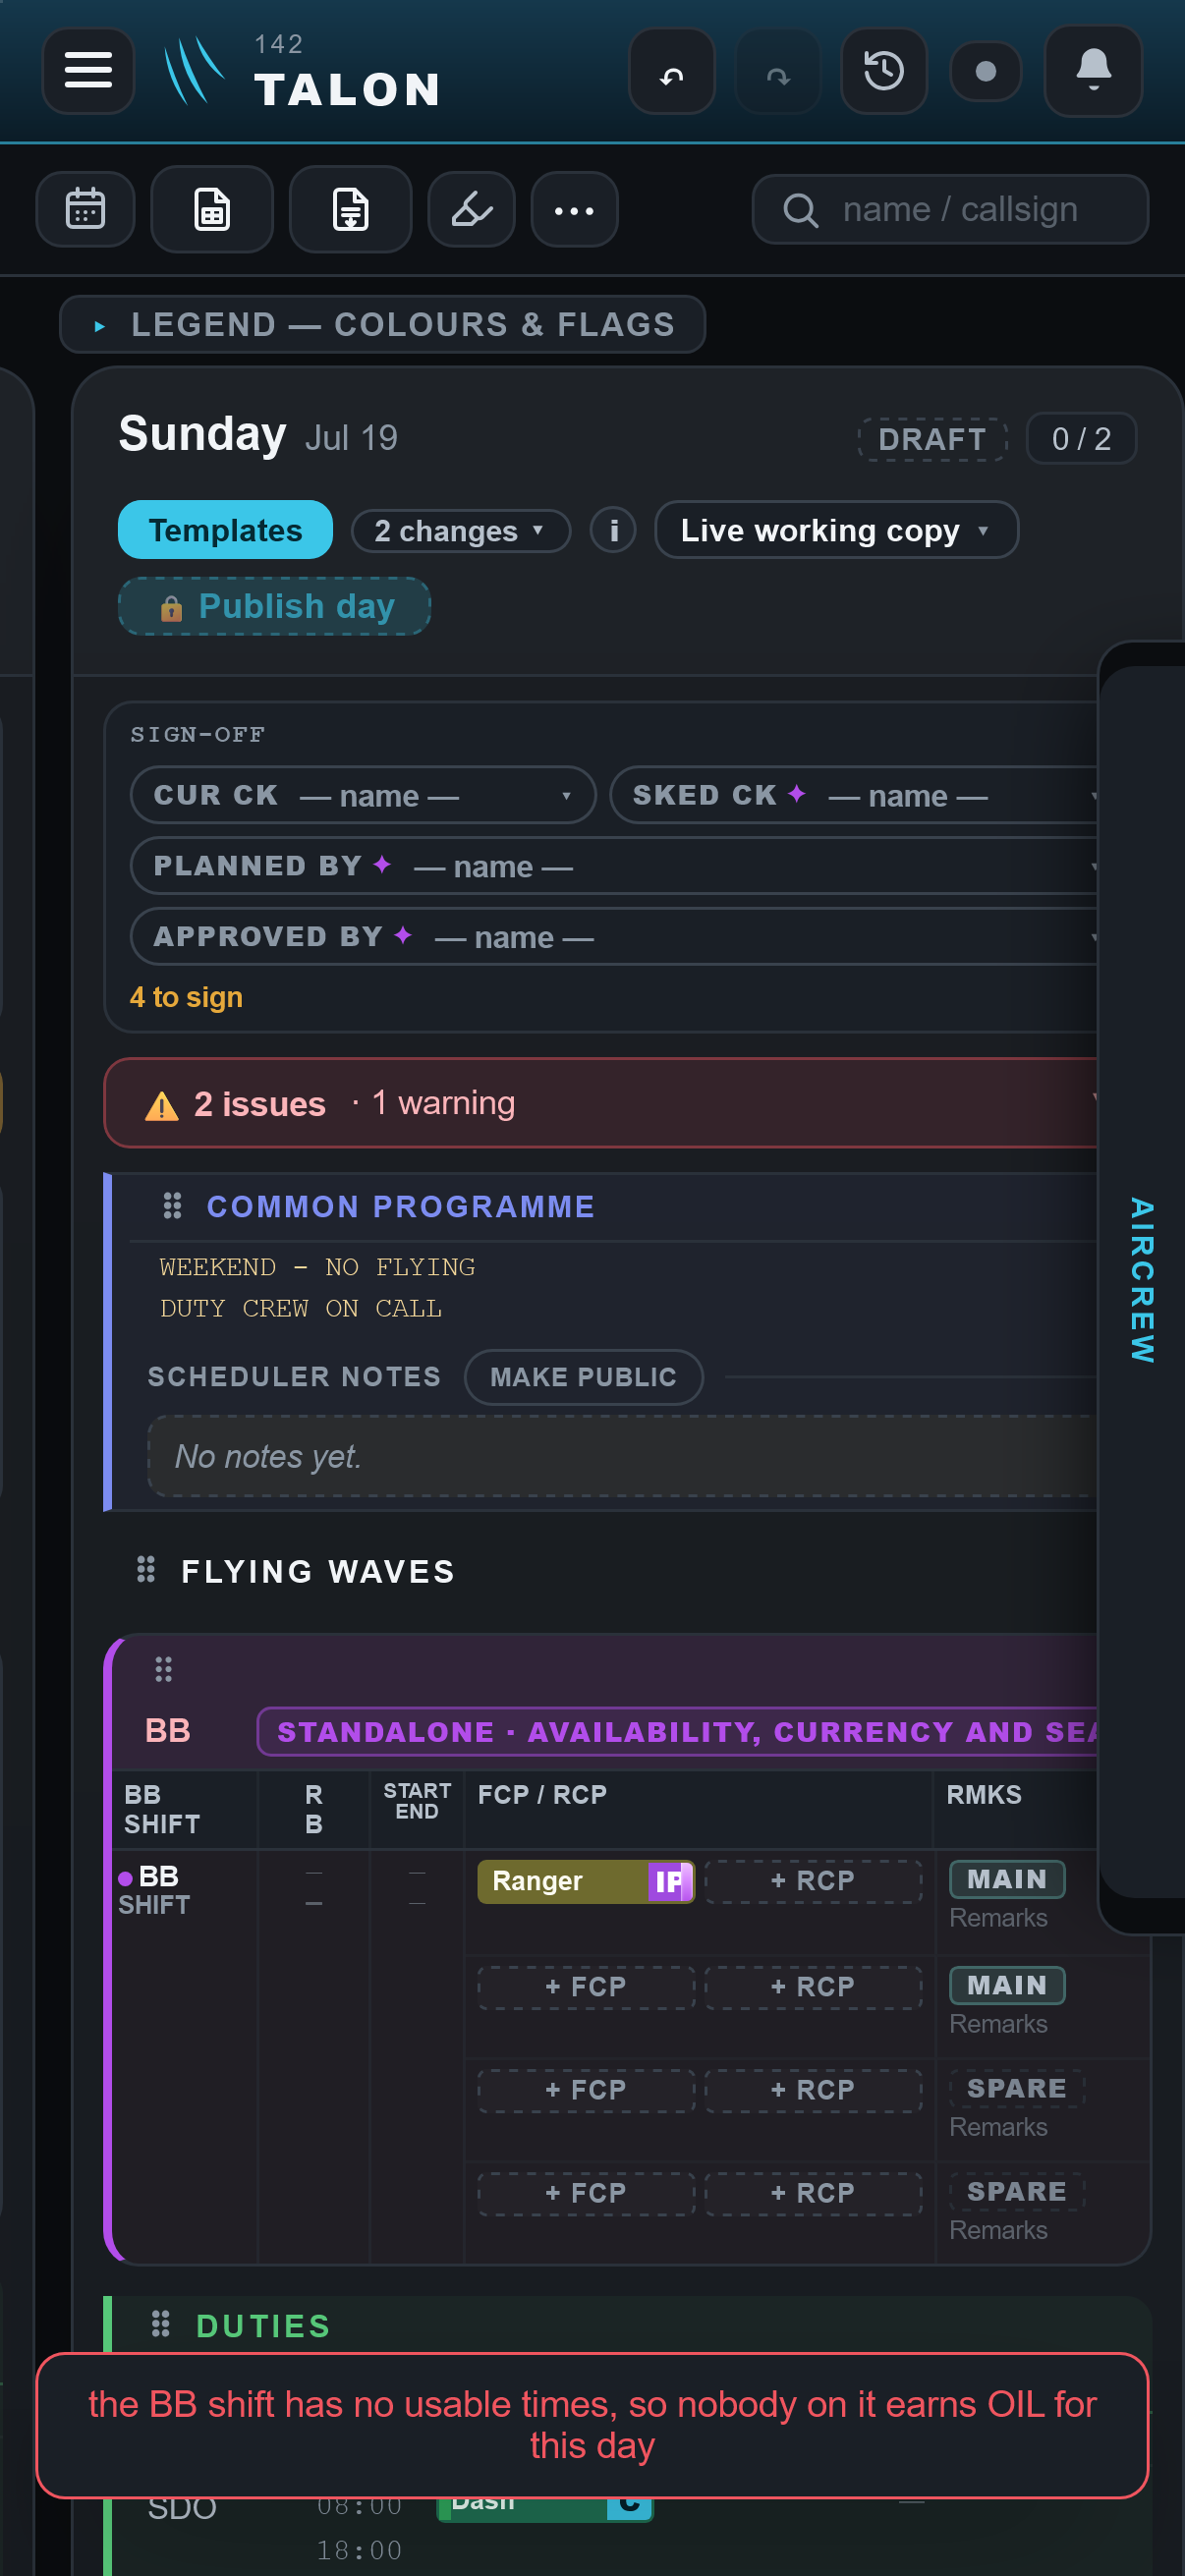 142
TALON
name / callsign
▸ LEGEND — COLOURS & FLAGS
Sunday Jul 19 DRAFT 0 / 2
Templates 2 changes ▾ i Live working copy ▾
🔒 Publish day
SIGN-OFF
CUR CK — name — ▾ SKED CK ✦ — name —
PLANNED BY ✦ — name —
APPROVED BY ✦ — name —
4 to sign
⚠️ 2 issues · 1 warning
COMMON PROGRAMME
WEEKEND - NO FLYING
DUTY CREW ON CALL
SCHEDULER NOTES MAKE PUBLIC
No notes yet.
AIRCREW
FLYING WAVES
BB STANDALONE · AVAILABILITY, CURRENCY AND
BB SHIFT R B START END FCP / RCP RMKS
BB SHIFT — — — — Ranger IP + RCP MAIN
Remarks
+ FCP + RCP MAIN
Remarks
+ FCP + RCP SPARE
Remarks
+ FCP + RCP SPARE
Remarks
DUTIES
the BB shift has no usable times, so nobody on it earns OIL for
this day
SDO 08:00 Dash C —
18:00